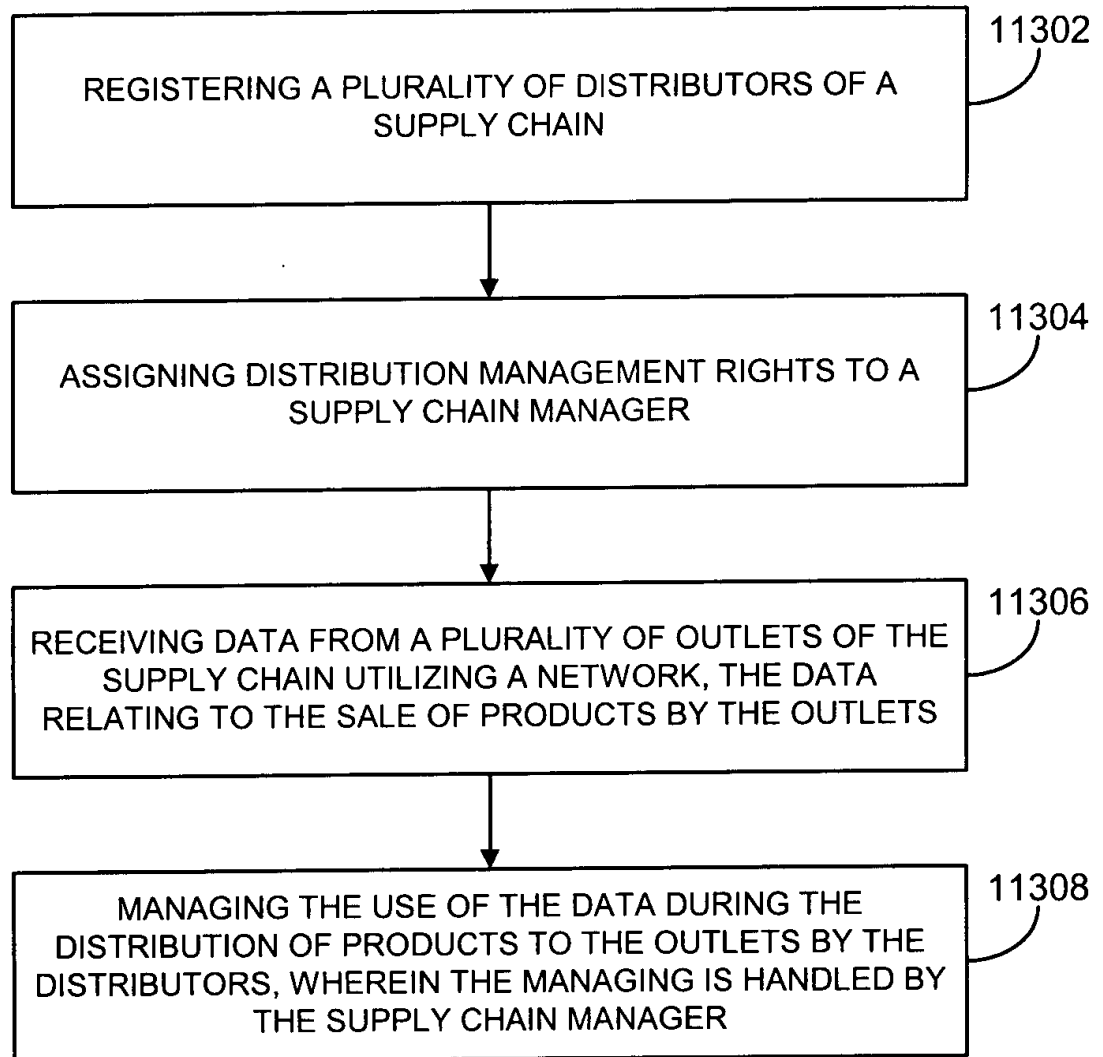 11302
REGISTERING A PLURALITY OF DISTRIBUTORS OF A
SUPPLY CHAIN
11304
ASSIGNING DISTRIBUTION MANAGEMENT RIGHTS TO A
SUPPLY CHAIN MANAGER
11306
RECEIVING DATA FROM A PLURALITY OF OUTLETS OF THE
SUPPLY CHAIN UTILIZING A NETWORK, THE DATA
RELATING TO THE SALE OF PRODUCTS BY THE OUTLETS
11308
MANAGING THE USE OF THE DATA DURING THE
DISTRIBUTION OF PRODUCTS TO THE OUTLETS BY THE
DISTRIBUTORS, WHEREIN THE MANAGING IS HANDLED BY
THE SUPPLY CHAIN MANAGER